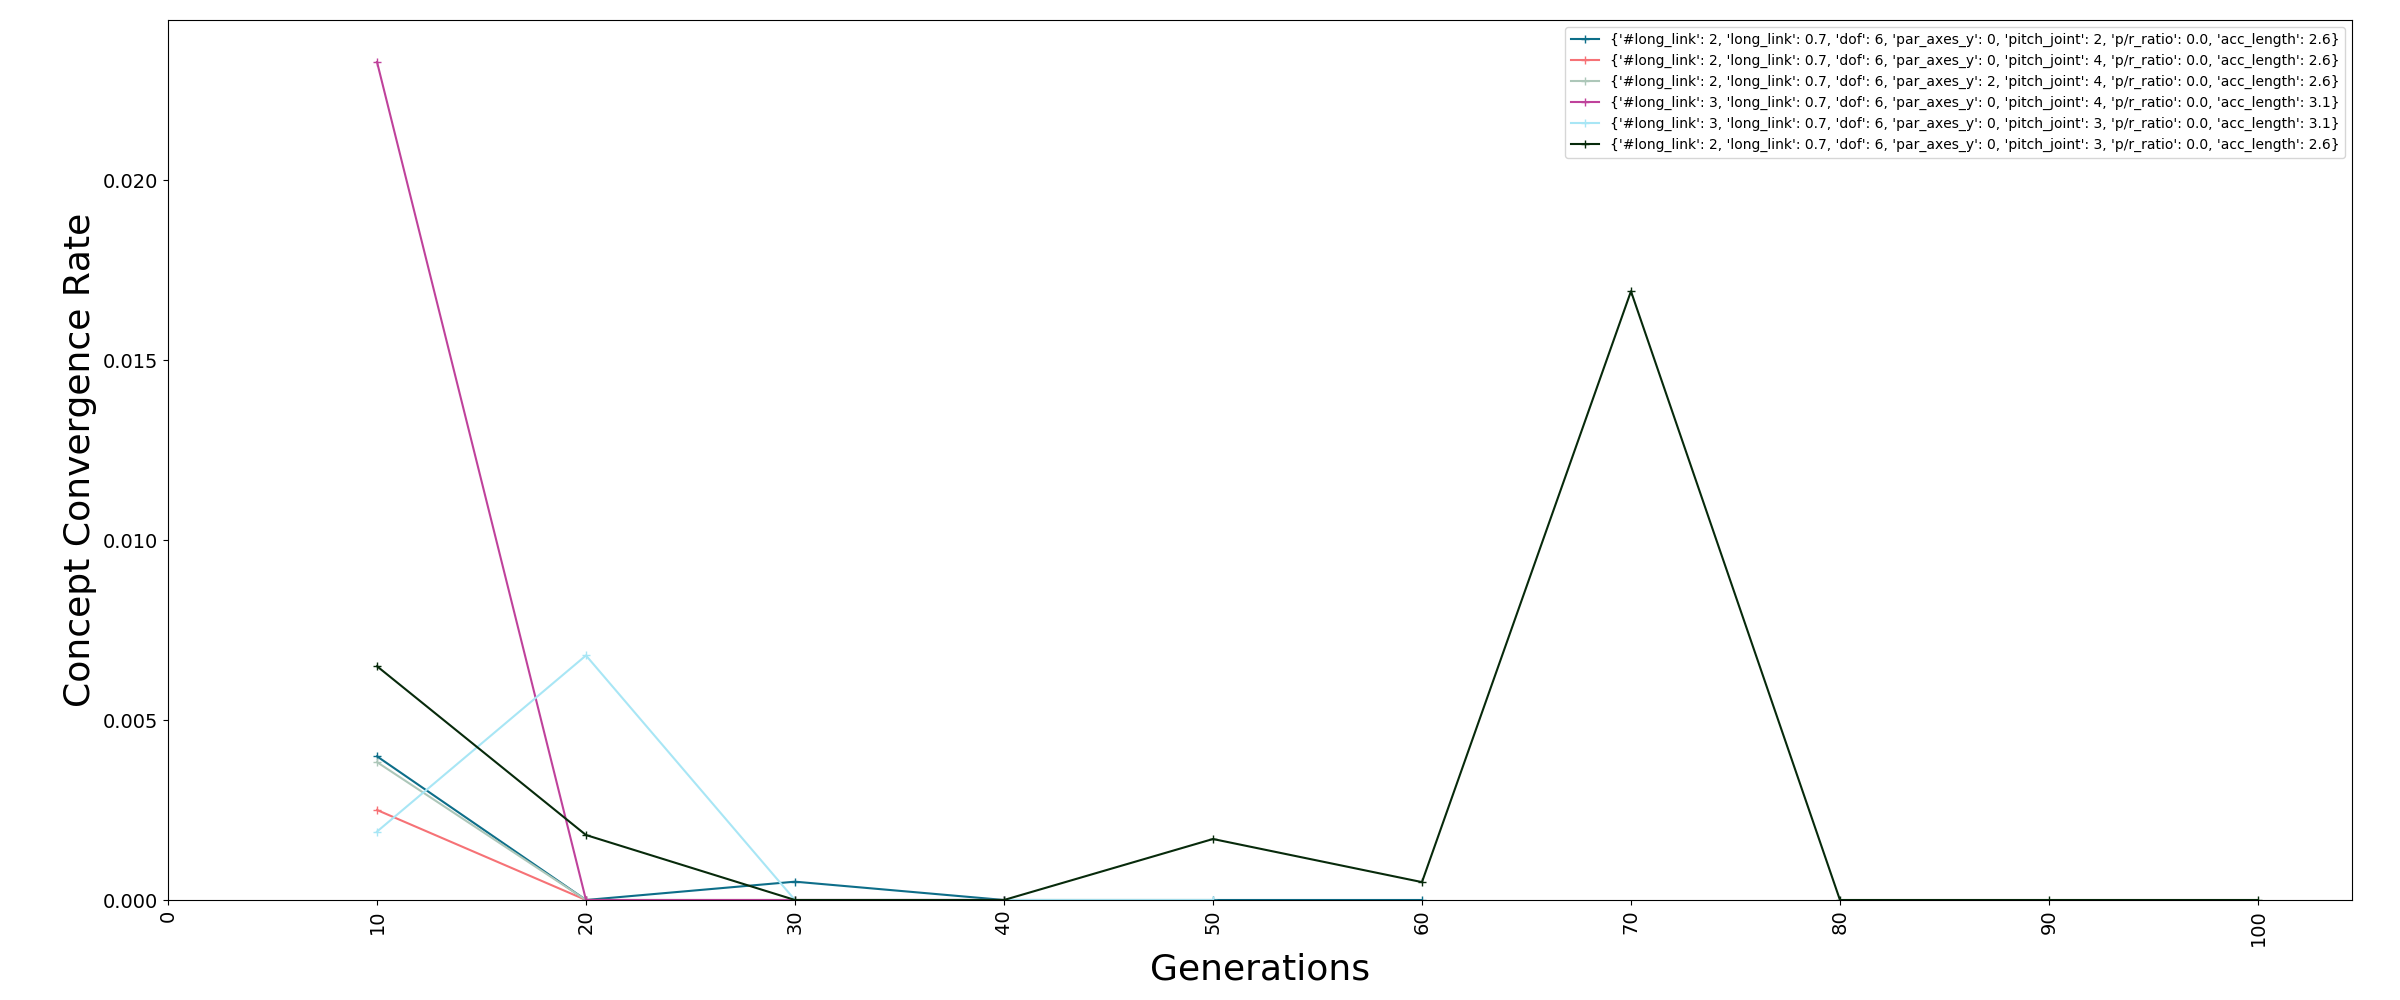 {'#long_link': 2, 'long_link': 0.7, 'dof': 6, 'par_axes_y': 0, 'pitch_joint': 2, 'p/r_ratio': 0.0, 'acc_length': 2.6}
{'#long_link': 2, 'long_link': 0.7, 'dof': 6, 'par_axes_y': 0, 'pitch_joint': 4, 'p/r_ratio': 0.0, 'acc_length': 2.6}
{'#long_link': 2, 'long_link': 0.7, 'dof': 6, 'par_axes_y': 2, 'pitch_joint': 4, 'p/r_ratio': 0.0, 'acc_length': 2.6}
{'#long_link': 3, 'long_link': 0.7, 'dof': 6, 'par_axes_y': 0, 'pitch_joint': 4, 'p/r_ratio': 0.0, 'acc_length': 3.1}
{'#long_link': 3, 'long_link': 0.7, 'dof': 6, 'par_axes_y': 0, 'pitch_joint': 3, 'p/r_ratio': 0.0, 'acc_length': 3.1}
{'#long_link': 2, 'long_link': 0.7, 'dof': 6, 'par_axes_y': 0, 'pitch_joint': 3, 'p/r_ratio': 0.0, 'acc_length': 2.6}
Concept Convergence Rate
0.020
0.015
0.010
0.005
0.000
0 10 20 30 40 50 60 70 80 90 100
Generations